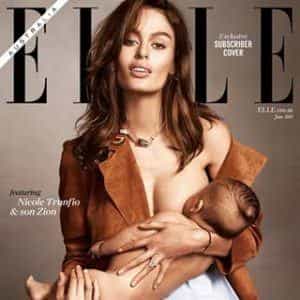 AUSTRALIA
ELLE
Exclusive
SUBSCRIBER
COVER
ELLE.com.au
featuring
Nicole Trunfio
& son Zion